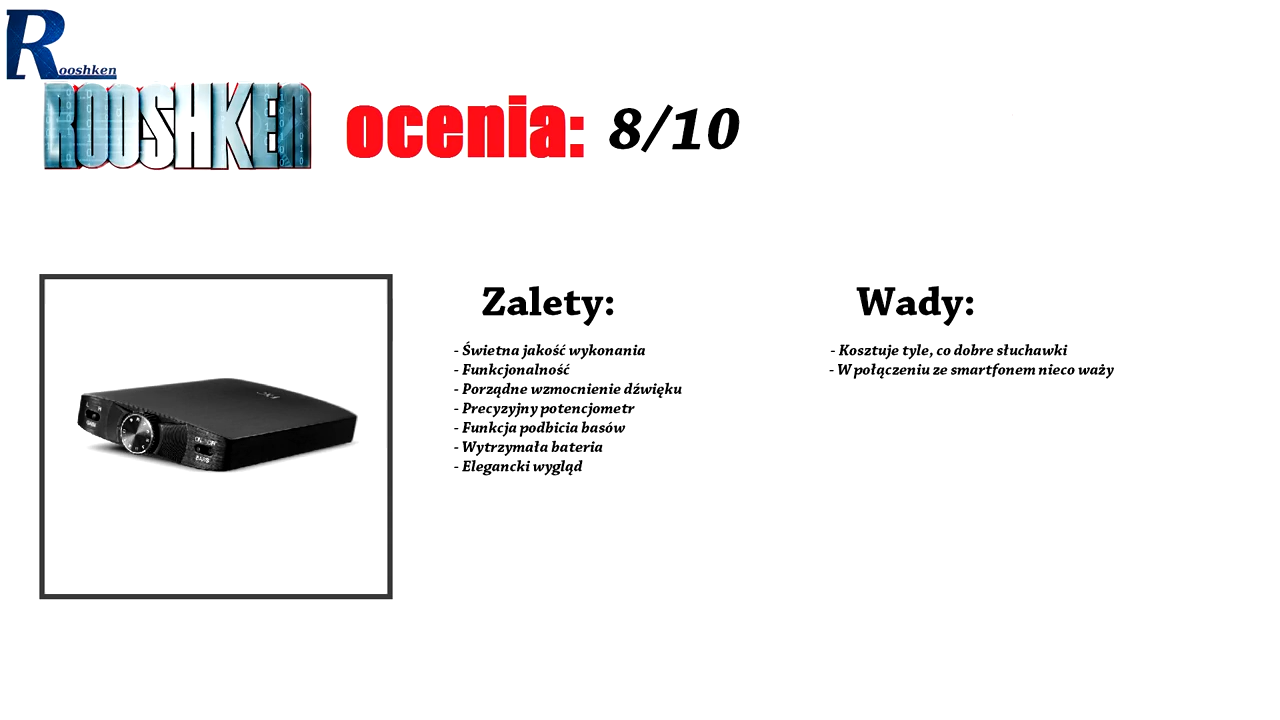 Rooshken
ROOSHKEN ocenia: 8/10
Zalety:
- Świetna jakość wykonania
- Funkcjonalność
- Porządne wzmocnienie dźwięku
- Precyzyjny potencjometr
- Funkcja podbicia basów
- Wytrzymała bateria
- Elegancki wygląd
Wady:
- Kosztuje tyle, co dobre słuchawki
- W połączeniu ze smartfonem nieco waży